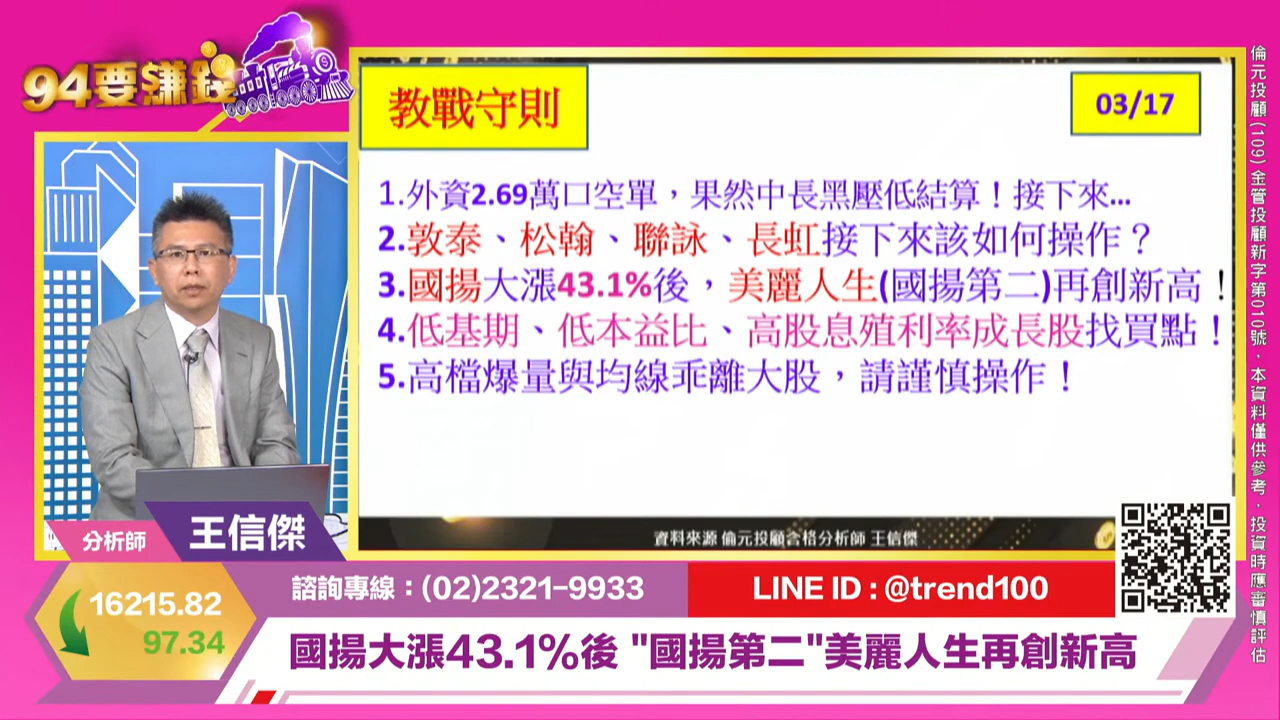 94要賺錢
教戰守則
03/17
1.外資2.69萬口空單，果然中長黑壓低結算！接下來...
2.敦泰、松翰、聯詠、長虹接下來該如何操作？
3.國揚大漲43.1%後，美麗人生(國揚第二)再創新高！
4.低基期、低本益比、高股息殖利率成長股找買點！
5.高檔爆量與均線乖離大股，請謹慎操作！
資料來源 倫元投顧合格分析師 王信傑
倫元投顧(109)金管投顧新字第010號．本資料僅供參考．投資時應審慎評估
分析師 王信傑
諮詢專線：(02)2321-9933
LINE ID : @trend100
16215.82
97.34
國揚大漲43.1%後 "國揚第二"美麗人生再創新高